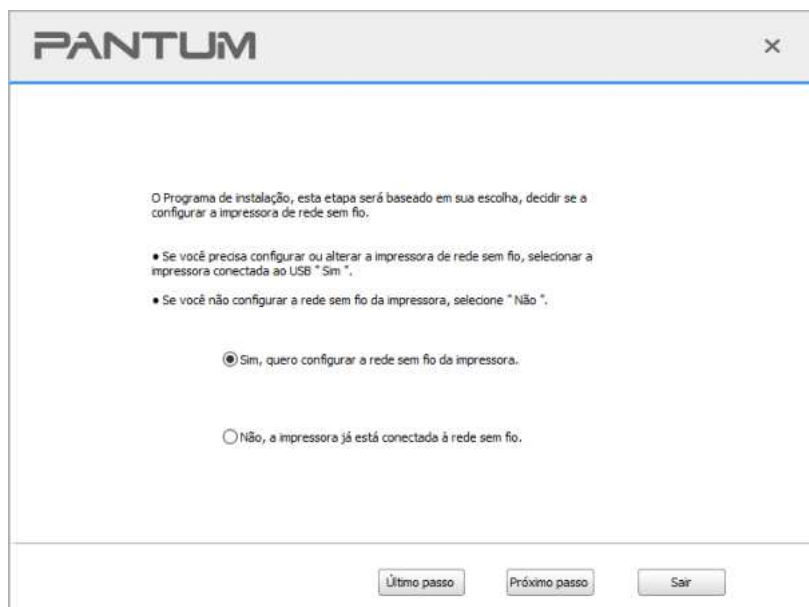 PANTUM
O Programa de instalação, esta etapa será baseado em sua escolha, decidir se a
configurar a impressora de rede sem fio.
● Se você precisa configurar ou alterar a impressora de rede sem fio, selecionar a
impressora conectada ao USB " Sim ".
● Se você não configurar a rede sem fio da impressora, selecione " Não ".
Sim, quero configurar a rede sem fio da impressora.
Não, a impressora já está conectada à rede sem fio.
Último passo Próximo passo Sair